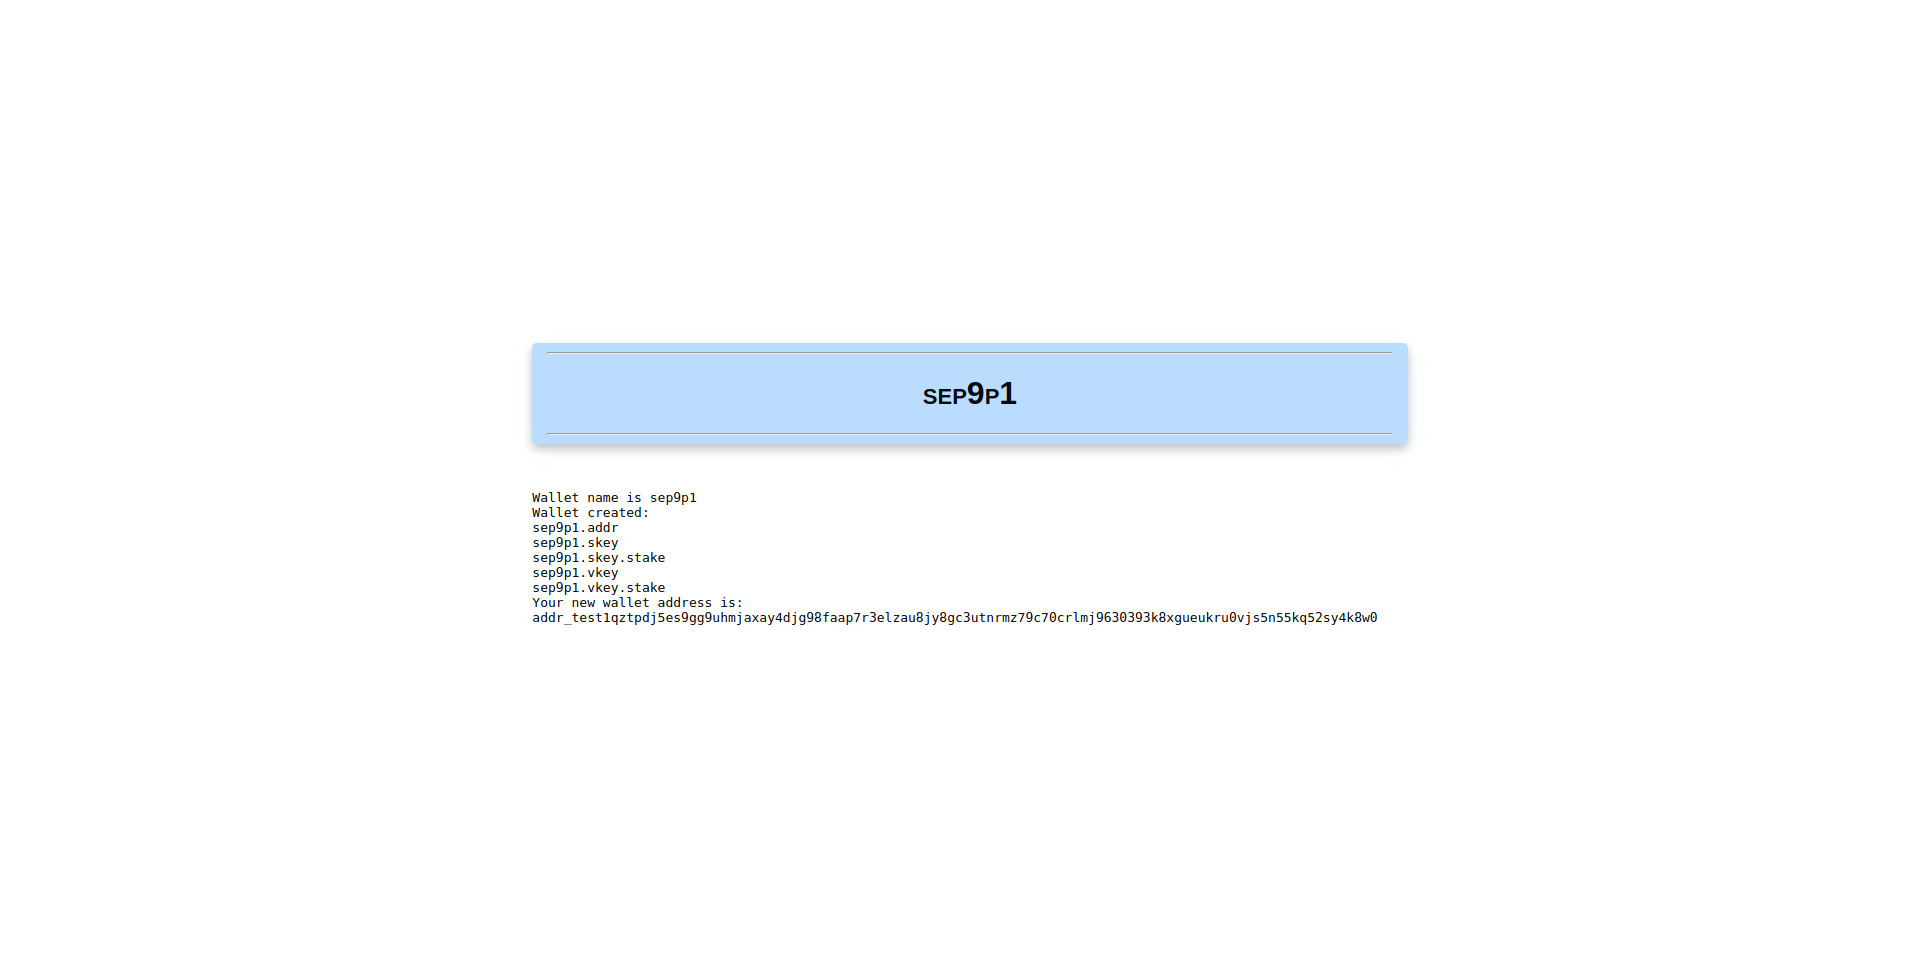 SEP9P1
Wallet name is sep9p1
Wallet created:
sep9p1.addr
sep9p1.skey
sep9p1.skey.stake
sep9p1.vkey
sep9p1.vkey.stake
Your new wallet address is:
addr_test1qztpdj5es9gg9uhmjaxay4djg98faap7r3elzau8jy8gc3utnrmz79c70crlmj9630393k8xgueukru0vjs5n55kq52sy4k8w0